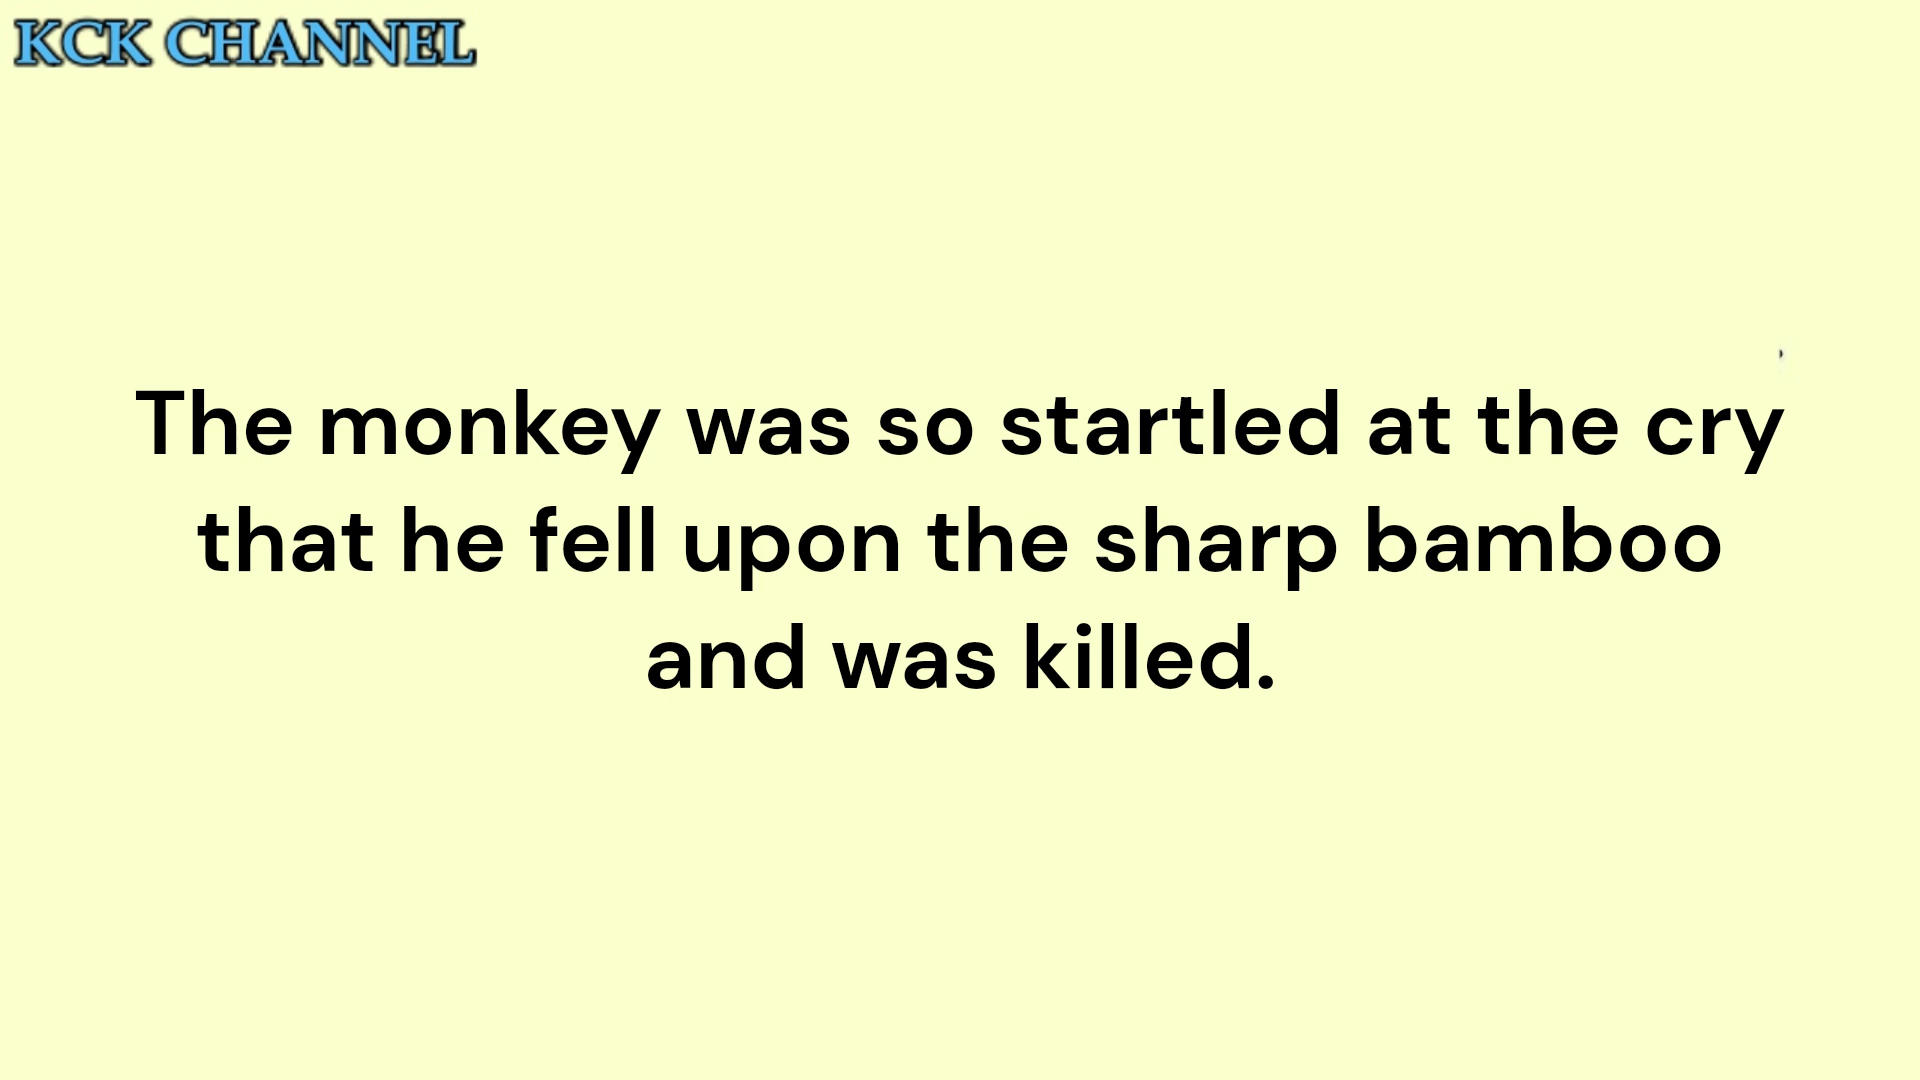 KCK CHANNEL
The monkey was so startled at the cry
that he fell upon the sharp bamboo
and was killed.